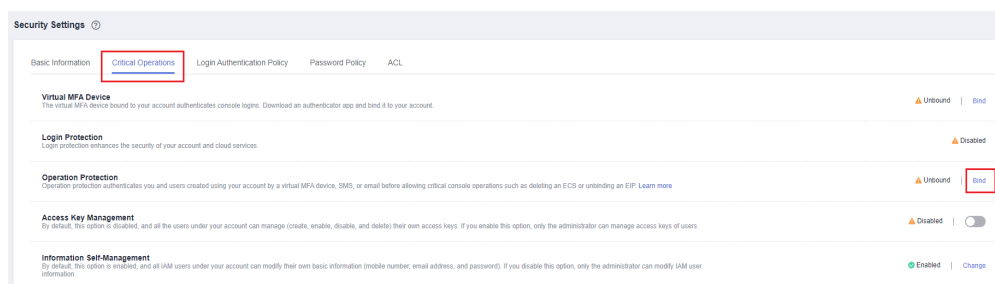 Security Settings
Basic Information Critical Operations Login Authentication Policy Password Policy ACL
Virtual MFA Device
The virtual MFA device bound to your account authenticates console logins. Download an authenticator app and bind it to your account.
Unbound | Bind
Login Protection
Login protection enhances the security of your account and cloud services.
Disabled
Operation Protection
Operation protection authenticates you and users created using your account by a virtual MFA device, SMS, or email before allowing critical console operations such as deleting an ECS or unbinding an EIP. Learn more
Unbound | Bind
Access Key Management
By default, this option is disabled, and all the users under your account can manage (create, enable, disable, and delete) their own access keys. If you enable this option, only the administrator can manage access keys of users.
Disabled |
Information Self-Management
By default, this option is enabled, and all IAM users under your account can modify their own basic information (mobile number, email address, and password). If you disable this option, only the administrator can modify IAM user
information.
Enabled | Change